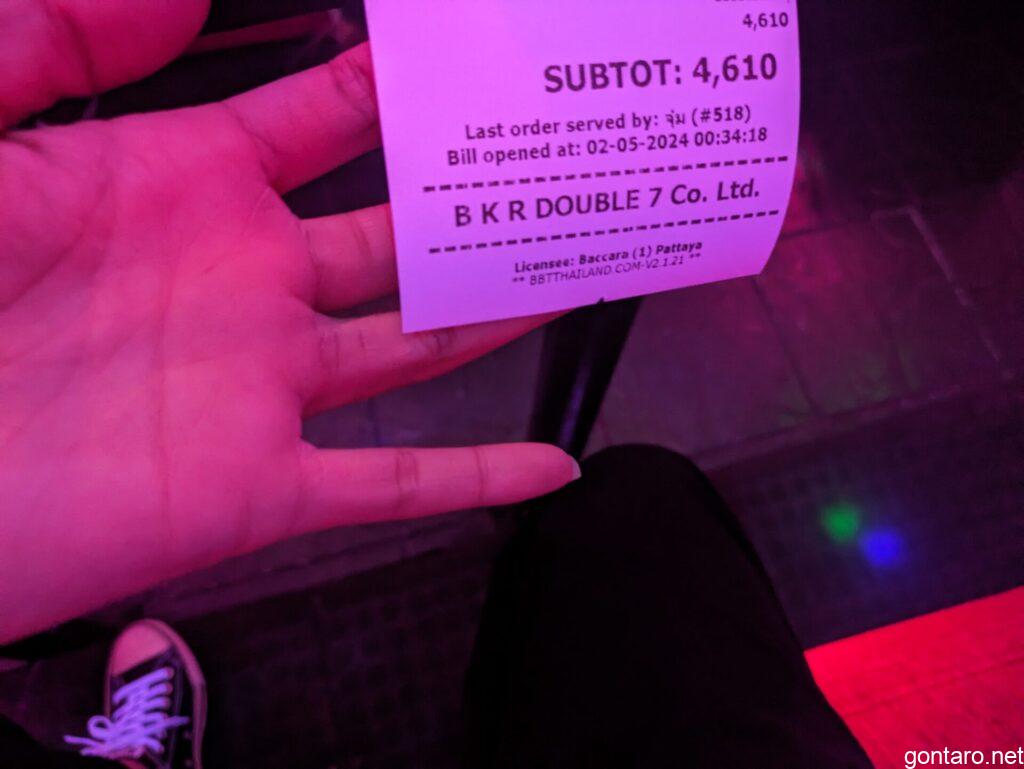 4,610
SUBTOT: 4,610
Last order served by: จุ๋ม (#518)
Bill opened at: 02-05-2024 00:34:18
B K R DOUBLE 7 Co. Ltd.
Licensee: Baccara (1) Pattaya
** BBTTHAILAND.COM-V2.1.21 **
gontaro.net